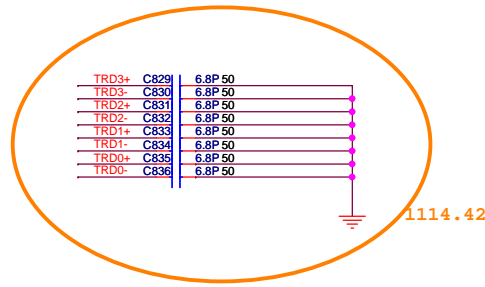 TRD3+ C829 6.8P 50
TRD3- C830 6.8P 50
TRD2+ C831 6.8P 50
TRD2- C832 6.8P 50
TRD1+ C833 6.8P 50
TRD1- C834 6.8P 50
TRD0+ C835 6.8P 50
TRD0- C836 6.8P 50
1114.42